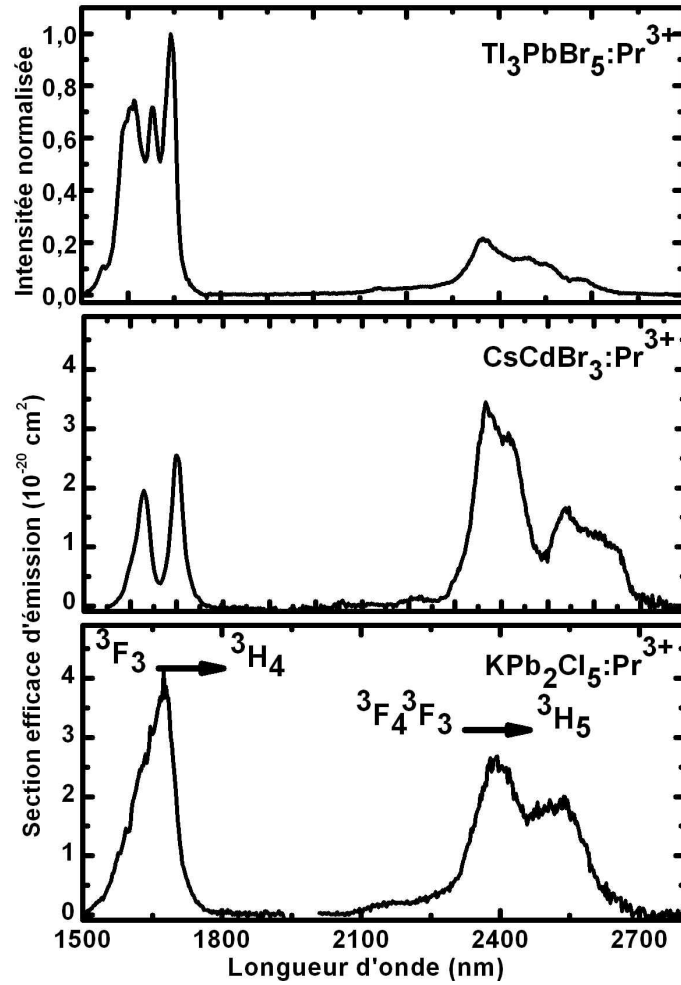 Intensitée normalisée
1,0
0,8
0,6
0,4
0,2
0,0
Tl3PbBr5:Pr3+
Section efficace d'émission (10-20 cm2)
4
3
2
1
0
CsCdBr3:Pr3+
4
3
2
1
0
3F3 3H4
KPb2Cl5:Pr3+
3F4 3F3 3H5
1500 1800 2100 2400 2700
Longueur d'onde (nm)